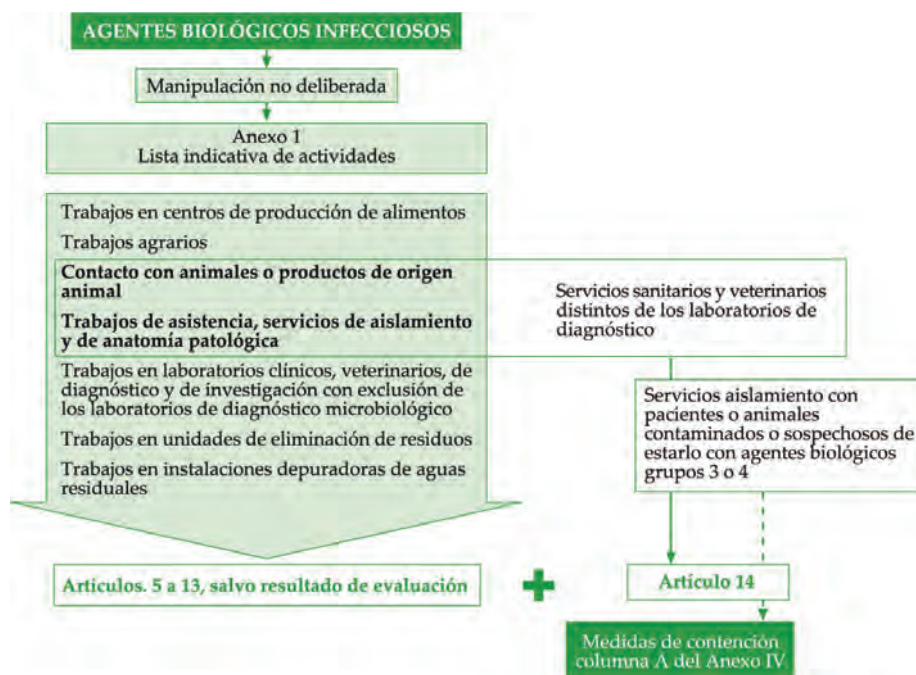 AGENTES BIOLÓGICOS INFECCIOSOS
Manipulación no deliberada
Anexo 1
Lista indicativa de actividades
Trabajos en centros de producción de alimentos
Trabajos agrarios
Contacto con animales o productos de origen
animal
Trabajos de asistencia, servicios de aislamiento
y de anatomía patológica
Trabajos en laboratorios clínicos, veterinarios, de
diagnóstico y de investigación con exclusión de
los laboratorios de diagnóstico microbiológico
Trabajos en unidades de eliminación de residuos
Trabajos en instalaciones depuradoras de aguas
residuales
Servicios sanitarios y veterinarios
distintos de los laboratorios de
diagnóstico
Servicios aislamiento con
pacientes o animales
contaminados o sospechosos de
estarlo con agentes biológicos
grupos 3 o 4
Artículos. 5 a 13, salvo resultado de evaluación
+
Artículo 14
Medidas de contención
columna A del Anexo IV